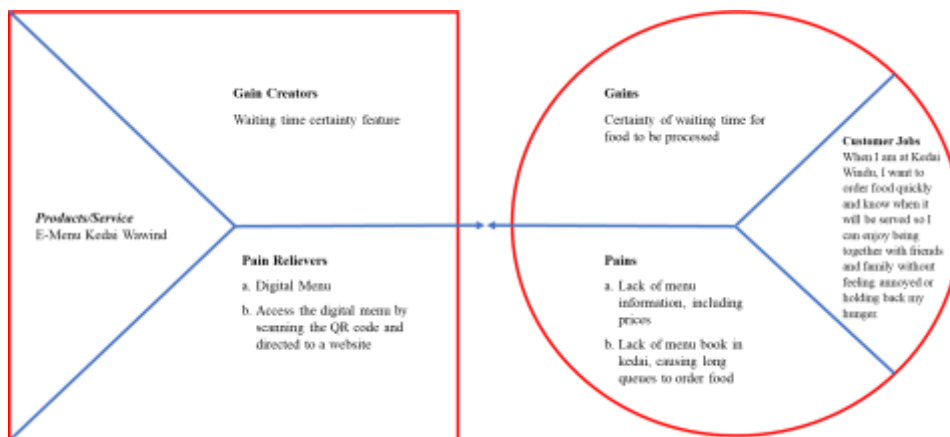 Gain Creators
Waiting time certainty feature
Products/Service
E-Menu Kedai Wawind
Pain Relievers
a. Digital Menu
b. Access the digital menu by
scanning the QR code and
directed to a website
Gains
Certainty of waiting time for
food to be processed
Pains
a. Lack of menu
information, including
prices
b. Lack of menu book in
kedai, causing long
queues to order food
Customer Jobs
When I am at Kedai
Windu, I want to
order food quickly
and know when it
will be served so I
can enjoy being
together with friends
and family without
feeling annoyed or
holding back my
hunger.